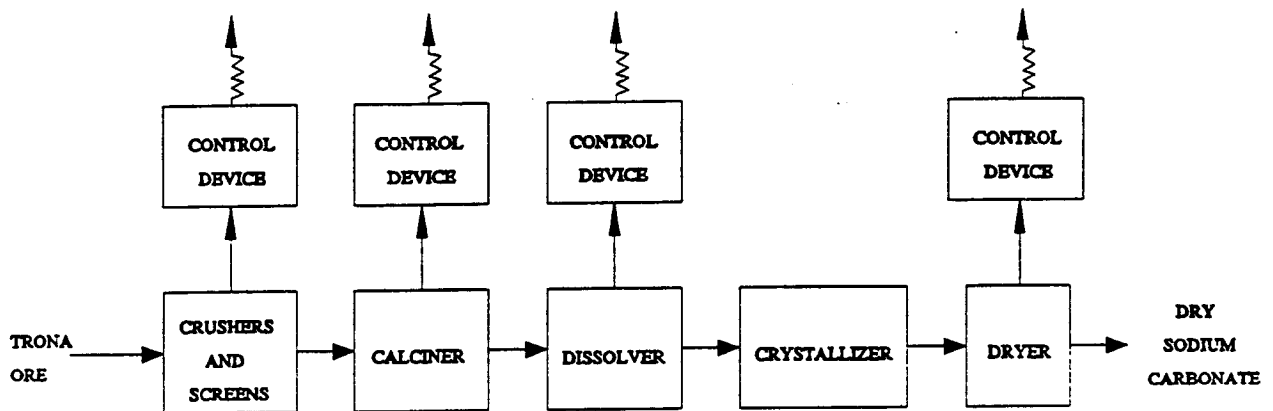 CONTROL
DEVICE
CONTROL
DEVICE
CONTROL
DEVICE
CONTROL
DEVICE
TRONA
ORE
CRUSHERS
AND
SCREENS
CALCINER
DISSOLVER
CRYSTALLIZER
DRYER
DRY
SODIUM
CARBONATE